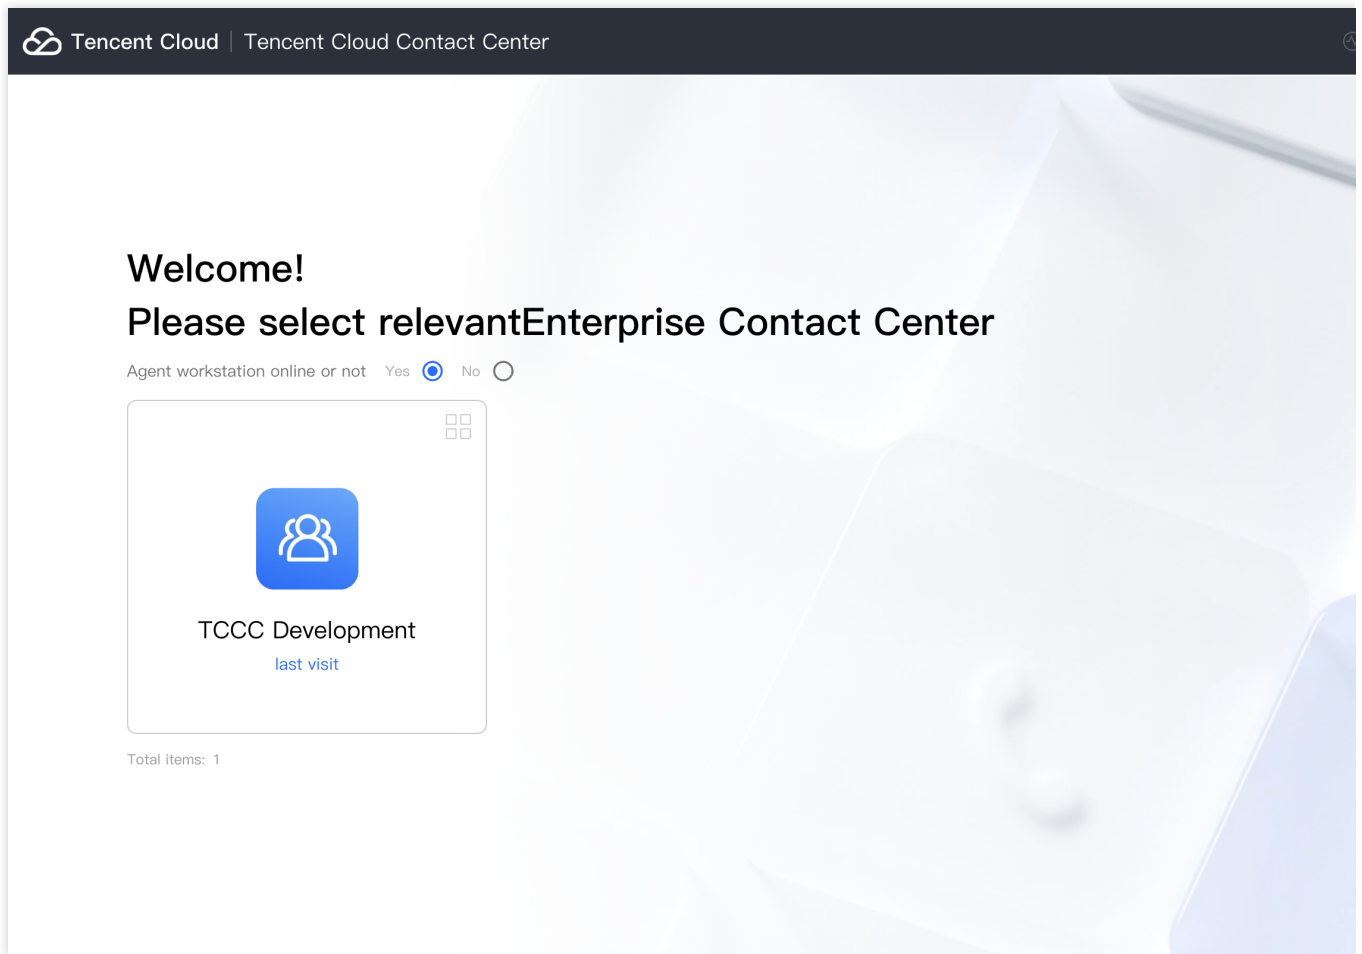 Tencent Cloud | Tencent Cloud Contact Center
Welcome!
Please select relevantEnterprise Contact Center
Agent workstation online or not Yes No
TCCC Development
last visit
Total items: 1